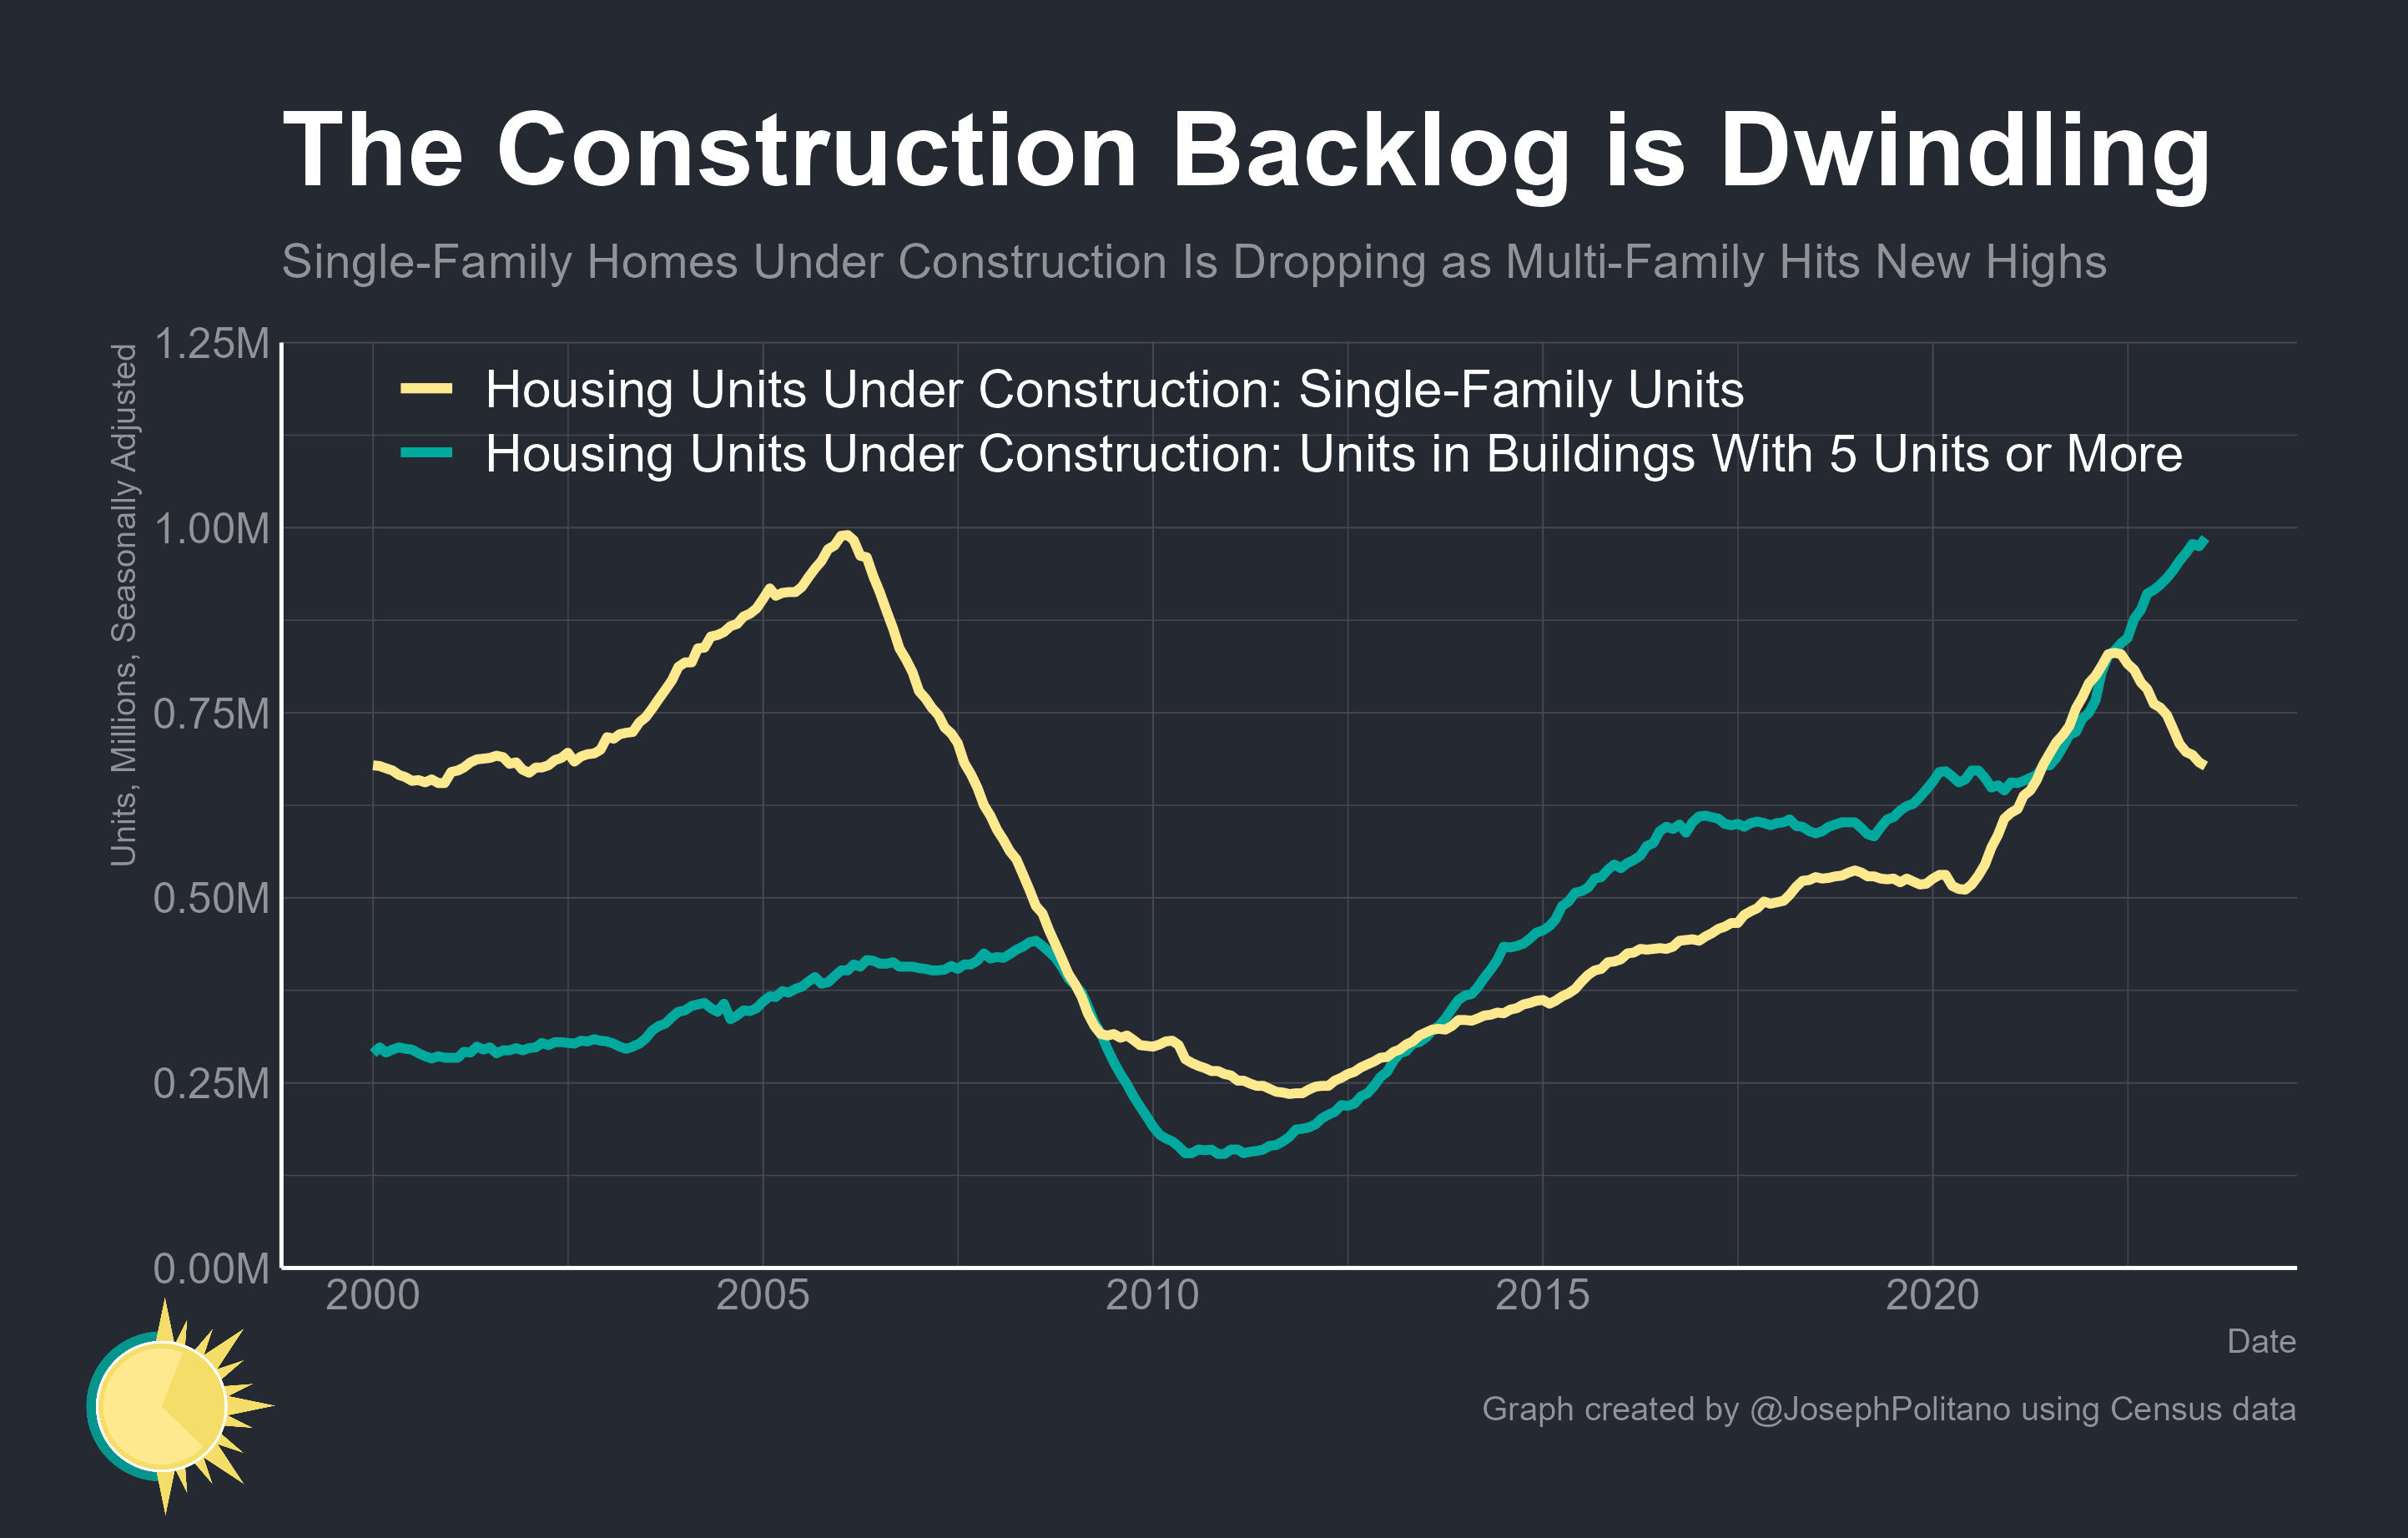 The Construction Backlog is Dwindling
Single-Family Homes Under Construction Is Dropping as Multi-Family Hits New Highs
Units, Millions, Seasonally Adjusted
1.25M
1.00M
0.75M
0.50M
0.25M
0.00M
Housing Units Under Construction: Single-Family Units
Housing Units Under Construction: Units in Buildings With 5 Units or More
2000 2005 2010 2015 2020
Date
Graph created by @JosephPolitano using Census data